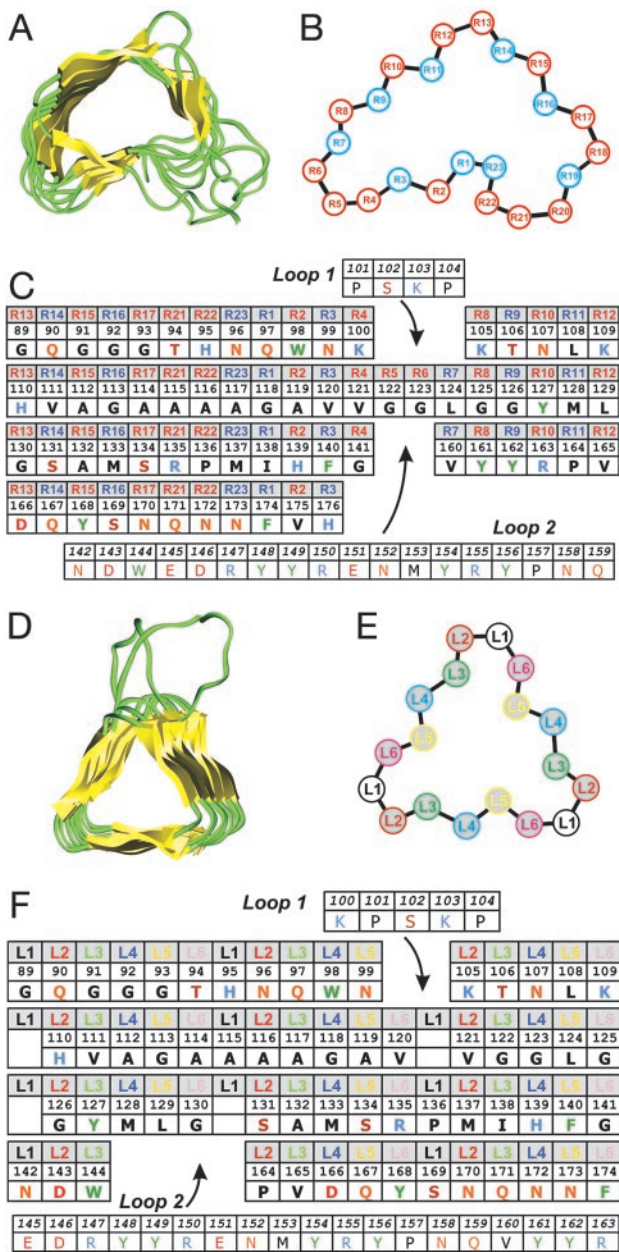 A
B
R13
R12
R14
R10
R11
R15
R9
R16
R8
R17
R7
R18
R6
R1
R23
R19
R3
R5
R4
R2
R22
R21
R20
C
Loop 1
101 102 103 104
P S K P
R13 R14 R15 R16 R17 R21 R22 R23 R1 R2 R3 R4 R8 R9 R10 R11 R12
89 90 91 92 93 94 95 96 97 98 99 100 105 106 107 108 109
G Q G G G T H N Q W N K K T N L K
R13 R14 R15 R16 R17 R21 R22 R23 R1 R2 R3 R4 R5 R6 R7 R8 R9 R10 R11 R12
110 111 112 113 114 115 116 117 118 119 120 121 122 123 124 125 126 127 128 129
H V A G A A A A G A V V G G L G G Y M L
R13 R14 R15 R16 R17 R21 R22 R23 R1 R2 R3 R4 R7 R8 R9 R10 R11 R12
130 131 132 133 134 135 136 137 138 139 140 141 160 161 162 163 164 165
G S A M S R P M I H F G V Y Y R P V
R13 R14 R15 R16 R17 R21 R22 R23 R1 R2 R3
166 167 168 169 170 171 172 173 174 175 176
D Q Y S N Q N N F V H
Loop 2
142 143 144 145 146 147 148 149 150 151 152 153 154 155 156 157 158 159
N D W E D R Y Y R E N M Y R Y P N Q
D
E
L2
L1
L3
L6
L4
L5
L5
L4
L6
L3
L1
L2
L2
L3
L4
L5
L6
L1
F
Loop 1
100 101 102 103 104
K P S K P
L1 L2 L3 L4 L5 L6 L1 L2 L3 L4 L5 L2 L3 L4 L5 L6
89 90 91 92 93 94 95 96 97 98 99 105 106 107 108 109
G Q G G G T H N Q W N K T N L K
L1 L2 L3 L4 L5 L6 L1 L2 L3 L4 L5 L6 L1 L2 L3 L4 L5 L6
110 111 112 113 114 115 116 117 118 119 120 121 122 123 124 125
H V A G A A A A G A V V G G L G
L1 L2 L3 L4 L5 L6 L1 L2 L3 L4 L5 L6 L1 L2 L3 L4 L5 L6
126 127 128 129 130 131 132 133 134 135 136 137 138 139 140 141
G Y M L G S A M S R P M I H F G
L1 L2 L3 L2 L3 L4 L5 L6 L1 L2 L3 L4 L5 L6
142 143 144 164 165 166 167 168 169 170 171 172 173 174
N D W P V D Q Y S N Q N N F
Loop 2
145 146 147 148 149 150 151 152 153 154 155 156 157 158 159 160 161 162 163
E D R Y Y R E N M Y R Y P N Q V Y Y R